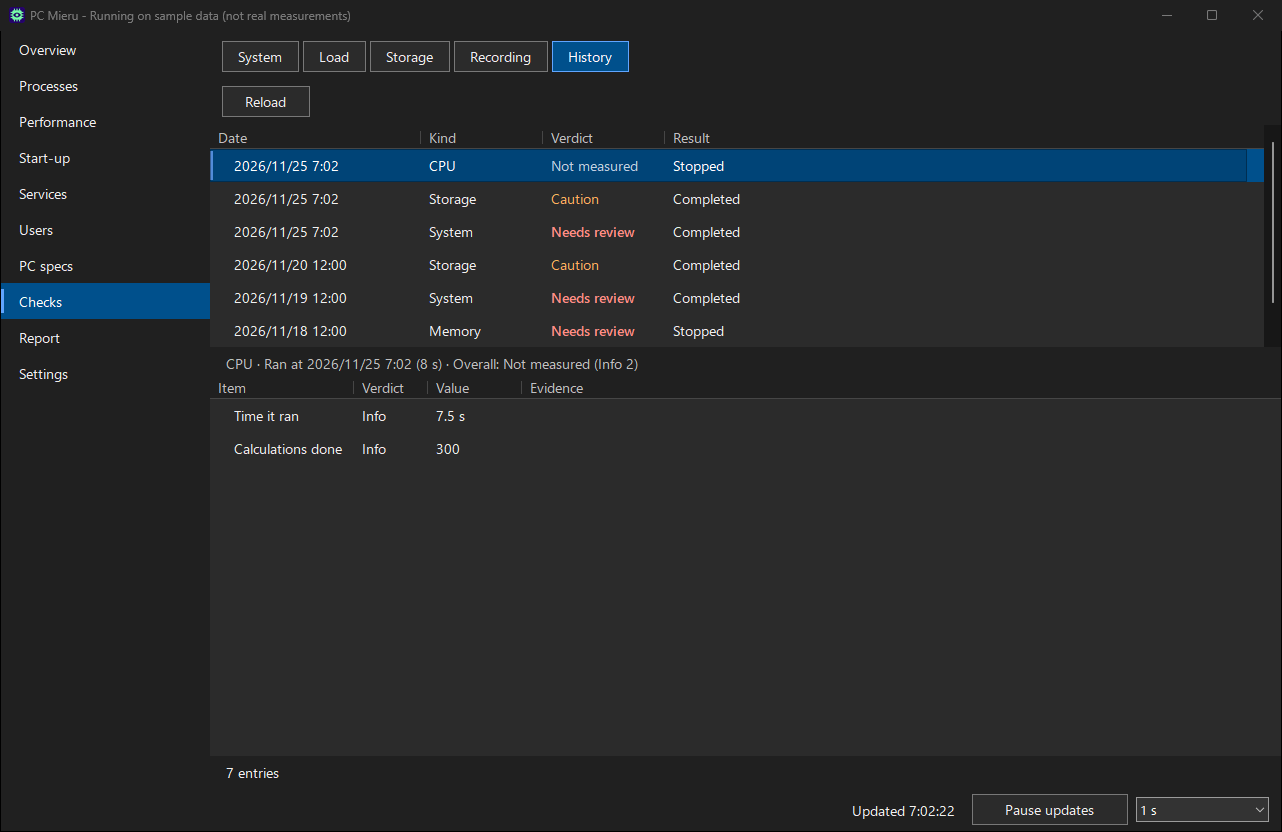 PC Mieru - Running on sample data (not real measurements)
Overview
Processes
Performance
Start-up
Services
Users
PC specs
Checks
Report
Settings
System Load Storage Recording History
Reload
Date Kind Verdict Result
2026/11/25 7:02 CPU Not measured Stopped
2026/11/25 7:02 Storage Caution Completed
2026/11/25 7:02 System Needs review Completed
2026/11/20 12:00 Storage Caution Completed
2026/11/19 12:00 System Needs review Completed
2026/11/18 12:00 Memory Needs review Stopped
CPU · Ran at 2026/11/25 7:02 (8 s) · Overall: Not measured (Info 2)
Item Verdict Value Evidence
Time it ran Info 7.5 s
Calculations done Info 300
7 entries
Updated 7:02:22 Pause updates 1 s